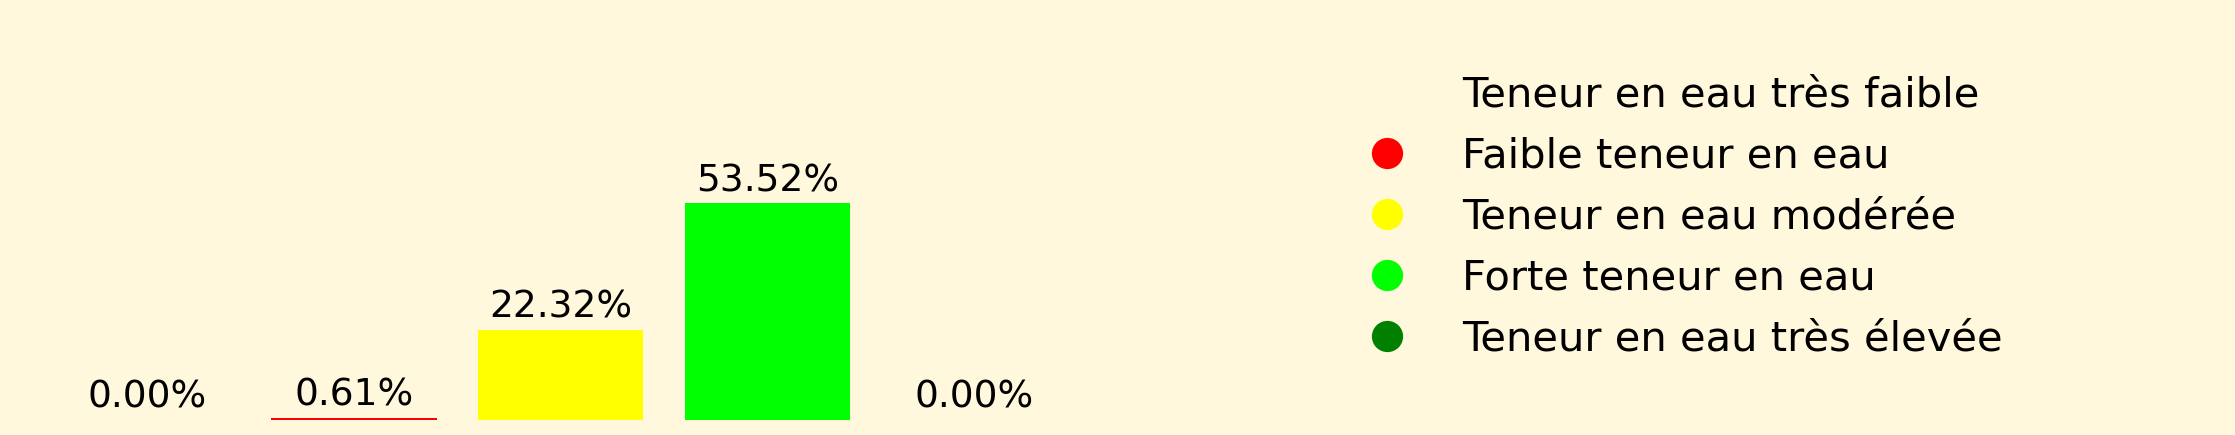 0.00%
0.61%
22.32%
53.52%
0.00%
Teneur en eau très faible
Faible teneur en eau
Teneur en eau modérée
Forte teneur en eau
Teneur en eau très élevée